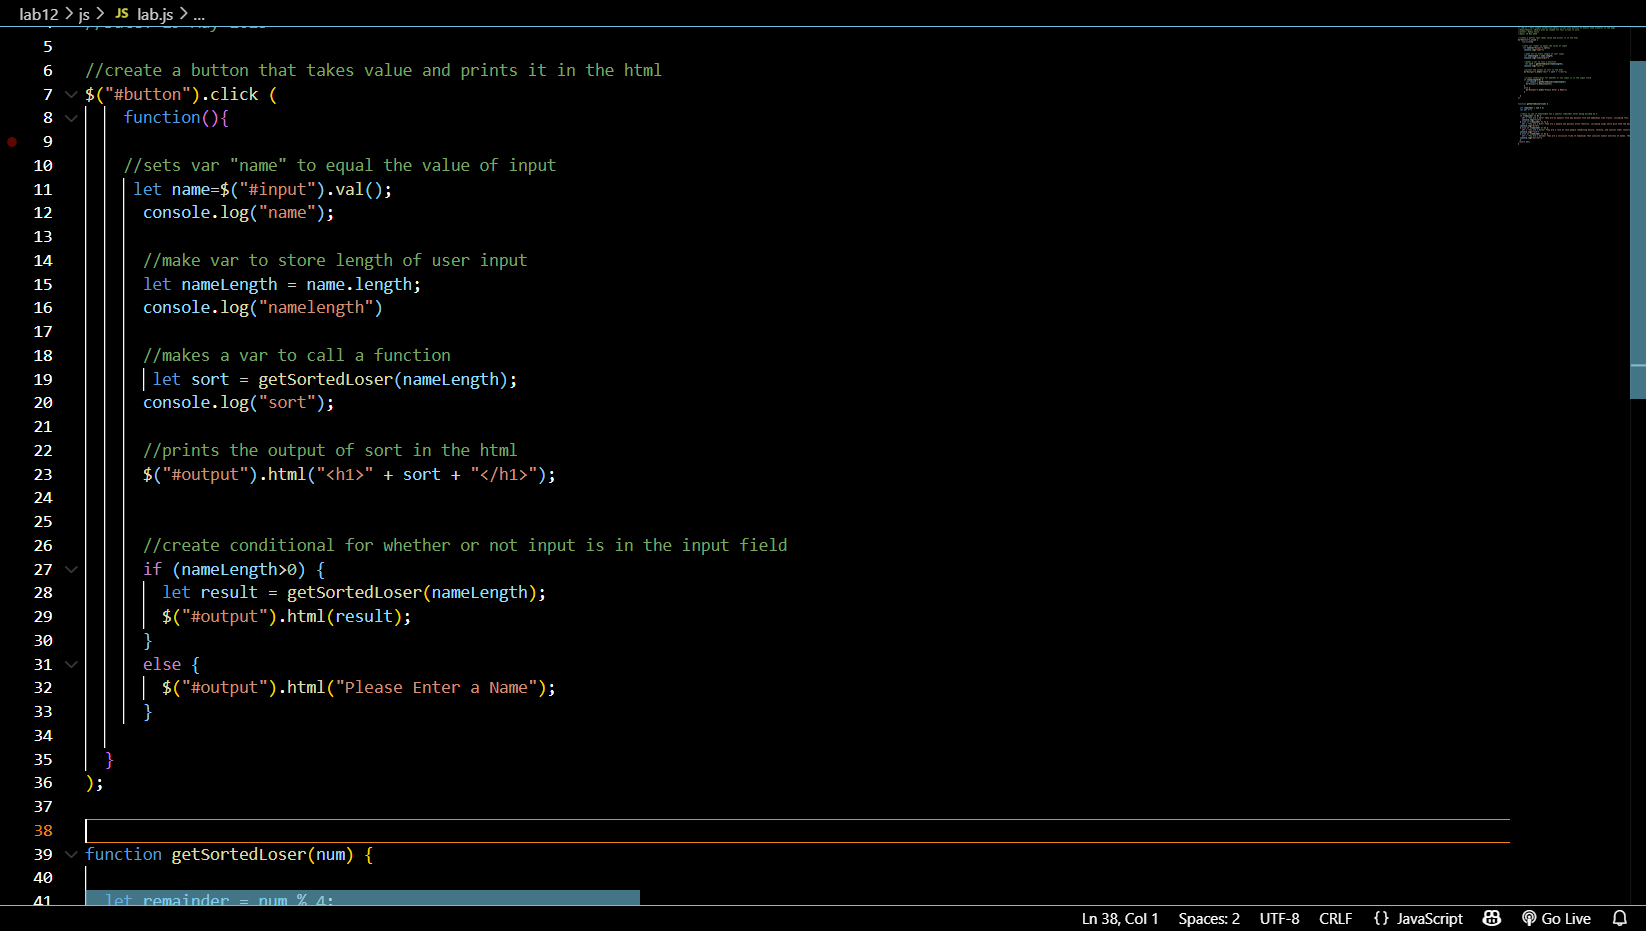 lab12 > js > JS lab.js > ...
5
6 //create a button that takes value and prints it in the html
7 $("#button").click (
8 function(){
9
10 //sets var "name" to equal the value of input
11 let name=$("#input").val();
12 console.log("name");
13
14 //make var to store length of user input
15 let nameLength = name.length;
16 console.log("namelength")
17
18 //makes a var to call a function
19 let sort = getSortedLoser(nameLength);
20 console.log("sort");
21
22 //prints the output of sort in the html
23 $("#output").html("<h1>" + sort + "</h1>");
24
25
26 //create conditional for whether or not input is in the input field
27 if (nameLength>0) {
28 let result = getSortedLoser(nameLength);
29 $("#output").html(result);
30 }
31 else {
32 $("#output").html("Please Enter a Name");
33 }
34
35 }
36 );
37
38
39 function getSortedLoser(num) {
40
41 let remainder = num % 4;
Ln 38, Col 1 Spaces: 2 UTF-8 CRLF {} JavaScript Go Live